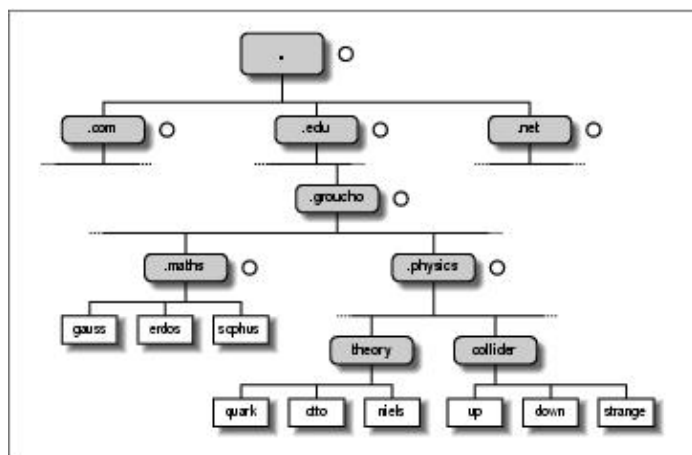 .
.com .edu .net
.groucho
.maths .physics
gauss erdos sophus
theory collider
quark otto niels up down strange